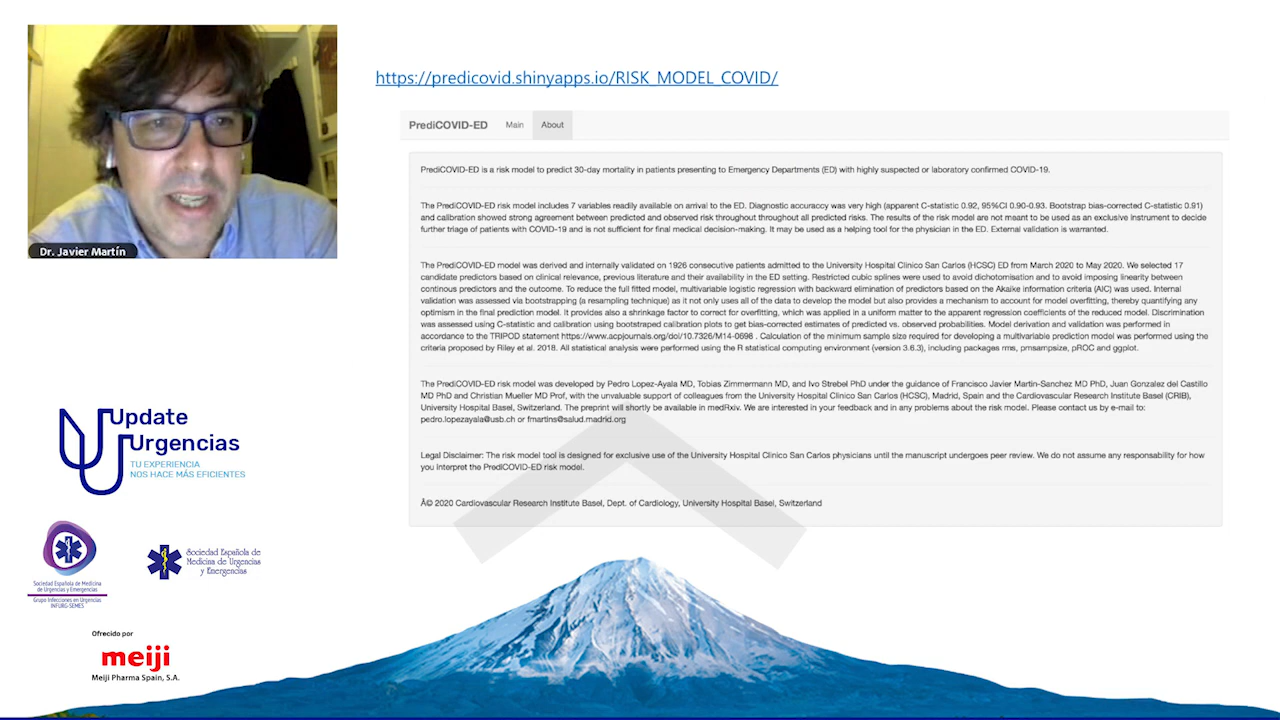 https://predicovid.shinyapps.io/RISK_MODEL_COVID/
PrediCOVID-ED Main About
PrediCOVID-ED is a risk model to predict 30-day mortality in patients presenting to Emergency Departments (ED) with highly suspected or laboratory confirmed COVID-19.
The PrediCOVID-ED risk model includes 7 variables readily available on arrival to the ED. Diagnostic accuraccy was very high (apparent C-statistic 0.92, 95%CI 0.90-0.93. Bootstrap bias-corrected C-statistic 0.91)
and calibration showed strong agreement between predicted and observed risk throughout throughout all predicted risks. The results of the risk model are not meant to be used as an exclusive instrument to decide
further triage of patients with COVID-19 and is not sufficient for final medical decision-making. It may be used as a helping tool for the physician in the ED. External validation is warranted.
The PrediCOVID-ED model was derived and internally validated on 1926 consecutive patients admitted to the University Hospital Clinico San Carlos (HCSC) ED from March 2020 to May 2020. We selected 17
candidate predictors based on clinical relevance, previous literature and their availability in the ED setting. Restricted cubic splines were used to avoid dichotomisation and to avoid imposing linearity between
continous predictors and the outcome. To reduce the full fitted model, multivariable logistic regression with backward elimination of predictors based on the Akaike information criteria (AIC) was used. Internal
validation was assessed via bootstrapping (a resampling technique) as it not only uses all of the data to develop the model but also provides a mechanism to account for model overfitting, thereby quantifying any
optimism in the final prediction model. It provides also a shrinkage factor to correct for overfitting, which was applied in a uniform matter to the apparent regression coefficients of the reduced model. Discrimination
was assessed using C-statistic and calibration using bootstraped calibration plots to get bias-corrected estimates of predicted vs. observed probabilities. Model derivation and validation was performed in
accordance to the TRIPOD statement https://www.acpjournals.org/doi/10.7326/M14-0698 . Calculation of the minimum sample size required for developing a multivariable prediction model was performed using the
criteria proposed by Riley et al. 2018. All statistical analysis were performed using the R statistical computing environment (version 3.6.3), including packages rms, pmsampsize, pROC and ggplot.
The PrediCOVID-ED risk model was developed by Pedro Lopez-Ayala MD, Tobias Zimmermann MD, and Ivo Strebel PhD under the guidance of Francisco Javier Martin-Sanchez MD PhD, Juan Gonzalez del Castillo
MD PhD and Christian Mueller MD Prof, with the unvaluable support of colleagues from the University Hospital Clinico San Carlos (HCSC), Madrid, Spain and the Cardiovascular Research Institute Basel (CRIB),
University Hospital Basel, Switzerland. The preprint will shortly be available in medRxiv. We are interested in your feedback and in any problems about the risk model. Please contact us by e-mail to:
pedro.lopezayala@usb.ch or fmartins@salud.madrid.org
Legal Disclaimer: The risk model tool is designed for exclusive use of the University Hospital Clinico San Carlos physicians until the manuscript undergoes peer review. We do not assume any responsability for how
you interpret the PrediCOVID-ED risk model.
Â© 2020 Cardiovascular Research Institute Basel, Dept. of Cardiology, University Hospital Basel, Switzerland
Dr. Javier Martín
Update
Urgencias
TU EXPERIENCIA
NOS HACE MÁS EFICIENTES
Sociedad Española de Medicina
de Urgencias y Emergencias
Grupo Infecciones en Urgencias
INFURG-SEMES
Sociedad Española de
Medicina de Urgencias
y Emergencias
Ofrecido por
meiji
Meiji Pharma Spain, S.A.